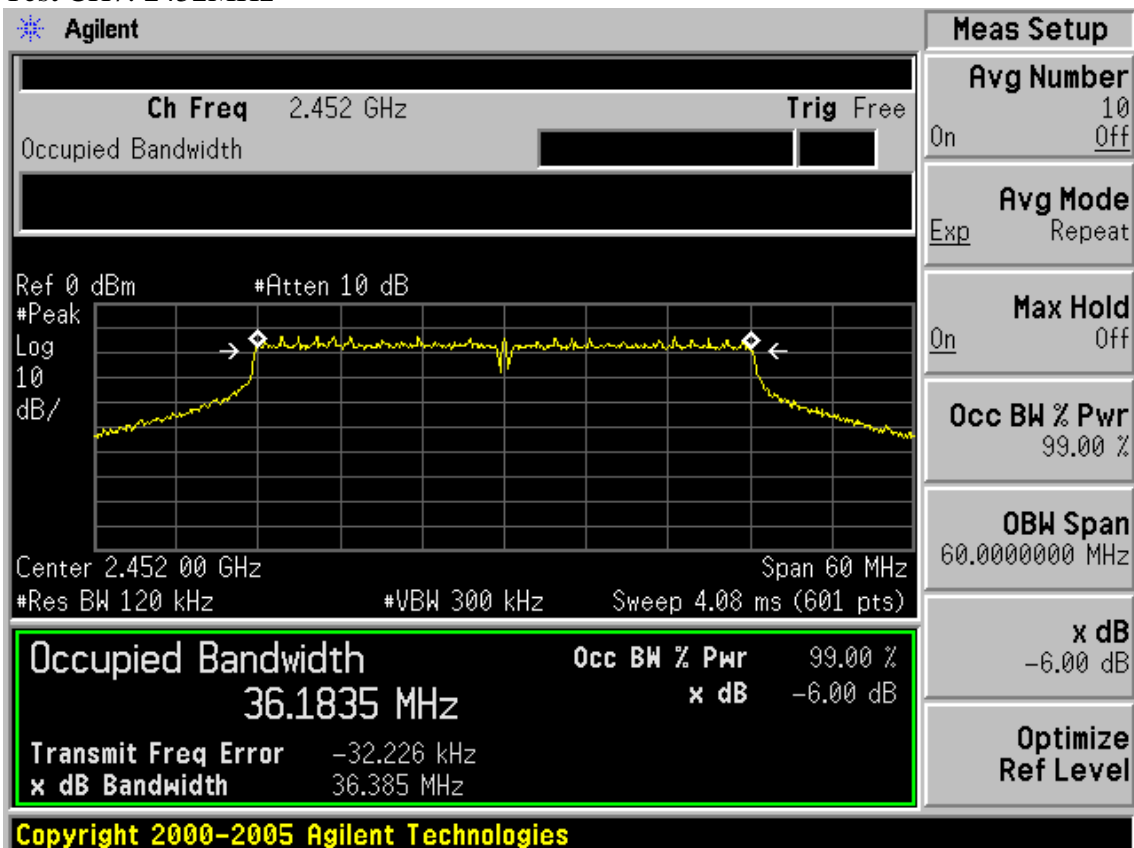 Agilent
Ch Freq 2.452 GHz Trig Free
Occupied Bandwidth
Ref 0 dBm #Atten 10 dB
#Peak
Log
10
dB/
Center 2.452 00 GHz Span 60 MHz
#Res BW 120 kHz #VBW 300 kHz Sweep 4.08 ms (601 pts)
Occupied Bandwidth Occ BW % Pwr 99.00 %
36.1835 MHz x dB -6.00 dB
Transmit Freq Error -32.226 kHz
x dB Bandwidth 36.385 MHz
Copyright 2000-2005 Agilent Technologies
Meas Setup
Avg Number
10
On Off
Avg Mode
Exp Repeat
Max Hold
On Off
Occ BW % Pwr
99.00 %
OBW Span
60.0000000 MHz
x dB
-6.00 dB
Optimize
Ref Level